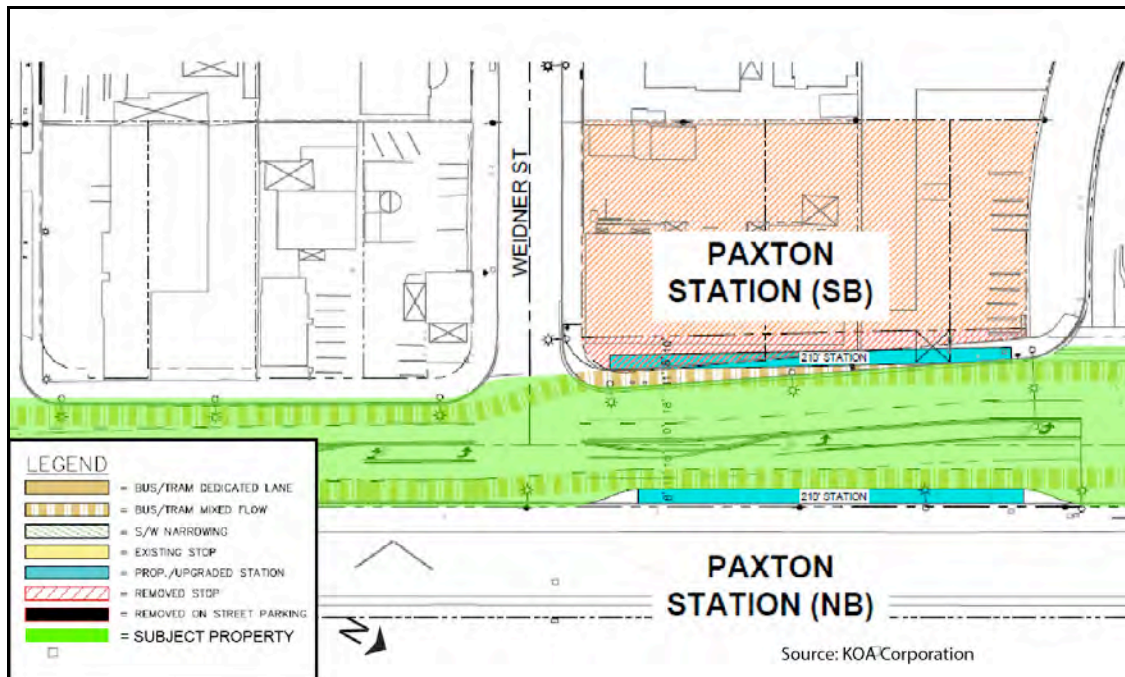 WEIDNER ST
PAXTON
STATION (SB)
210' STATION
210' STATION
LEGEND
= BUS/TRAM DEDICATED LANE
= BUS/TRAM MIXED FLOW
= S/W NARROWING
= EXISTING STOP
= PROP./UPGRADED STATION
= REMOVED STOP
= REMOVED ON STREET PARKING
= SUBJECT PROPERTY
PAXTON
STATION (NB)
N
Source: KOA Corporation